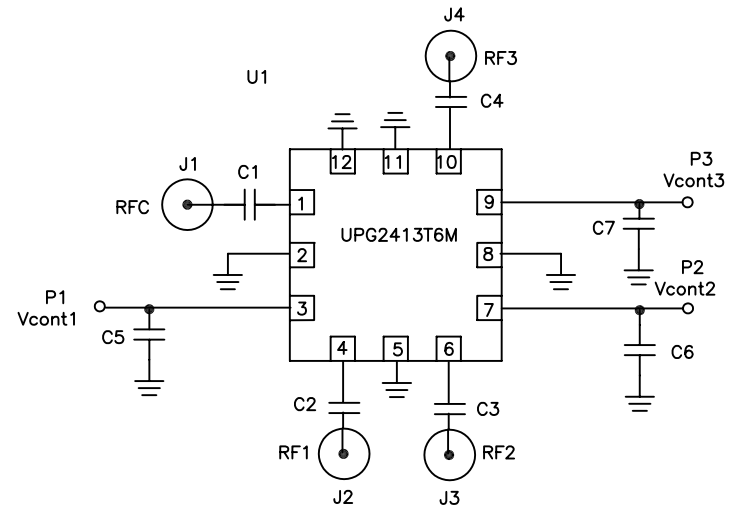 J4
RF3
U1
C4
12
11
10
J1
C1
RFC
1
9
P3
Vcont3
C7
UPG2413T6M
2
8
P2
Vcont2
P1
Vcont1
3
7
C5
4
5
6
C6
C2
C3
RF1
RF2
J2
J3